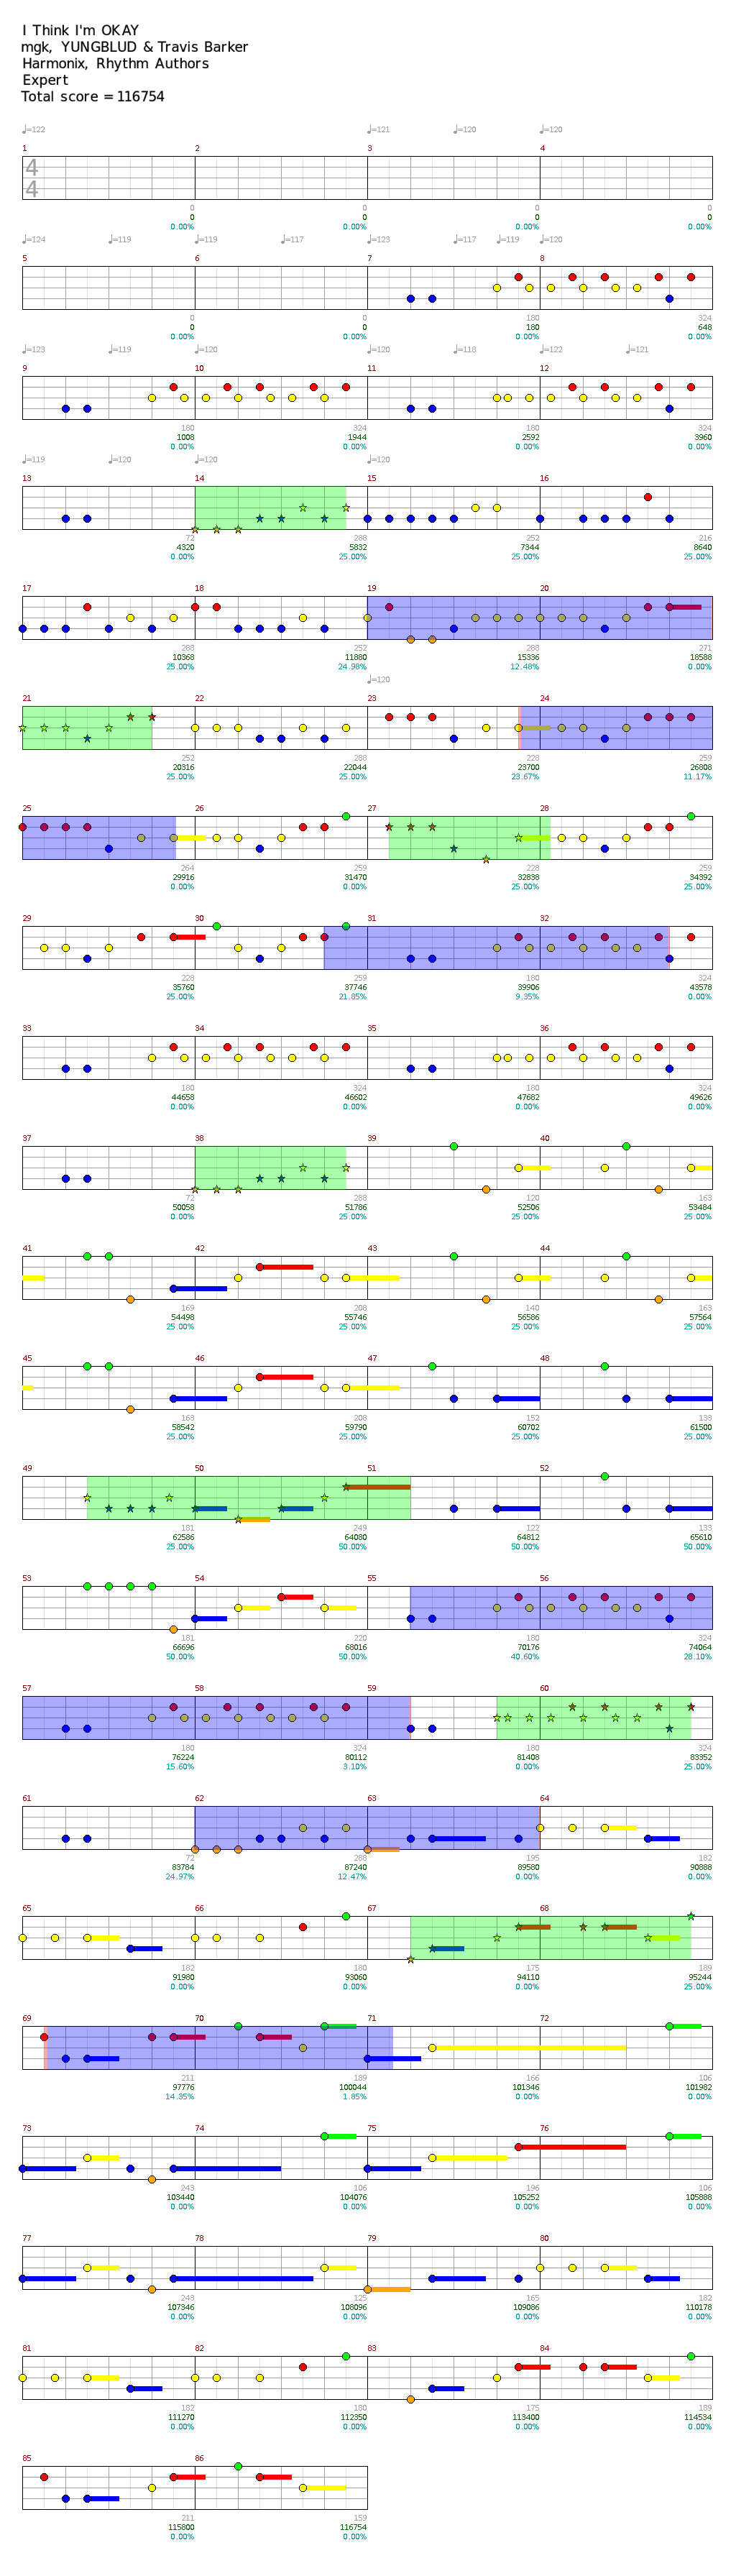 I Think I'm OKAY
mgk, YUNGBLUD & Travis Barker
Harmonix, Rhythm Authors
Expert
Total score = 116754
♩=122 ♩=121 ♩=120 ♩=120
1 2 3 4
4
4
0 0 0 0
0 0 0 0
0.00% 0.00% 0.00% 0.00%
♩=124 ♩=119 ♩=119 ♩=117 ♩=123 ♩=117 ♩=119 ♩=120
5 6 7 8
0 0 180 324
0 0 180 648
0.00% 0.00% 0.00% 0.00%
♩=123 ♩=119 ♩=120 ♩=120 ♩=118 ♩=122 ♩=121
9 10 11 12
180 324 180 324
1008 1944 2592 3960
0.00% 0.00% 0.00% 0.00%
♩=119 ♩=120 ♩=120
13 14 15 16
72 288 252 216
4320 5832 7344 8640
0.00% 25.00% 25.00% 25.00%
17 18 19 20
288 252 288 271
10368 11880 15336 18588
25.00% 24.98% 12.48% 0.00%
♩=120
21 22 23 24
252 288 228 259
20316 22044 23700 26808
25.00% 25.00% 23.67% 11.17%
25 26 27 28
264 259 228 259
29916 31470 32838 34392
0.00% 0.00% 25.00% 25.00%
29 30 31 32
228 259 180 324
35760 37746 39906 43578
25.00% 21.85% 9.35% 0.00%
33 34 35 36
180 324 180 324
44658 46602 47682 49626
0.00% 0.00% 0.00% 0.00%
37 38 39 40
72 288 120 163
50058 51786 52506 53484
0.00% 25.00% 25.00% 25.00%
41 42 43 44
169 208 140 163
54498 55746 56586 57564
25.00% 25.00% 25.00% 25.00%
45 46 47 48
163 208 152 133
58542 59790 60702 61500
25.00% 25.00% 25.00% 25.00%
49 50 51 52
181 249 122 133
62586 64080 64812 65610
25.00% 50.00% 50.00% 50.00%
53 54 55 56
181 220 180 324
66696 68016 70176 74064
50.00% 50.00% 40.60% 28.10%
57 58 59 60
180 324 180 324
76224 80112 81408 83352
15.60% 3.10% 0.00% 25.00%
61 62 63 64
72 288 195 182
83784 87240 89580 90888
24.97% 12.47% 0.00% 0.00%
65 66 67 68
182 180 175 189
91980 93060 94110 95244
0.00% 0.00% 0.00% 25.00%
69 70 71 72
211 189 166 106
97776 100044 101346 101982
14.35% 1.85% 0.00% 0.00%
73 74 75 76
243 106 196 106
103440 104076 105252 105888
0.00% 0.00% 0.00% 0.00%
77 78 79 80
243 125 165 182
107346 108096 109086 110178
0.00% 0.00% 0.00% 0.00%
81 82 83 84
182 180 175 189
111270 112350 113400 114534
0.00% 0.00% 0.00% 0.00%
85 86
211 159
115800 116754
0.00% 0.00%